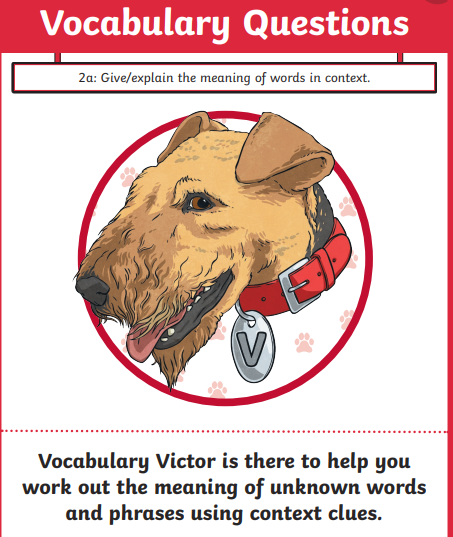 Vocabulary Questions
2a: Give/explain the meaning of words in context.
V
Vocabulary Victor is there to help you
work out the meaning of unknown words
and phrases using context clues.